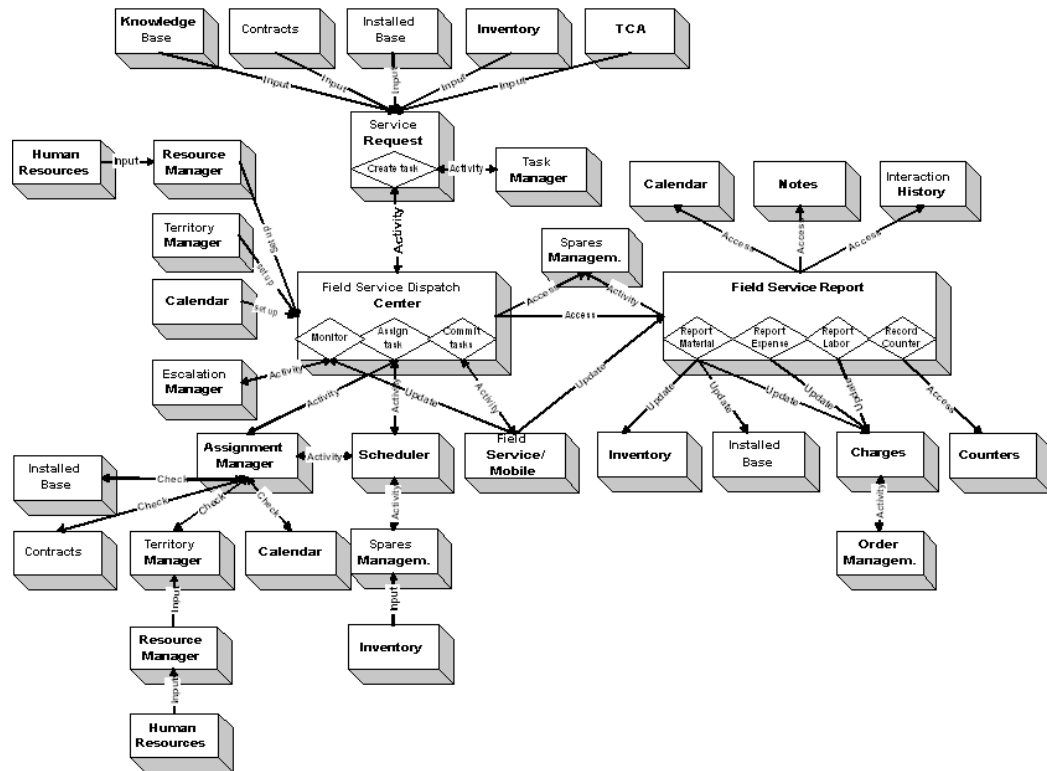 Knowledge
Base
Contracts
Installed
Base
Inventory
TCA
Input
Input
Input
Input
Input
Service
Request
Create task
Activity
Task
Manager
Human
Resources
Input
Resource
Manager
Set up
Territory
Manager
set up
Calendar
set up
Activity
Calendar
Notes
Interaction
History
Access
Access
Access
Spares
Managem.
Access
Activity
Access
Field Service Dispatch
Center
Monitor
Assign
task
Commit
tasks
Field Service Report
Report
Material
Report
Expense
Report
Labor
Record
Counter
Escalation
Manager
Activity
Activity
Activity
Update
Activity
Update
Update
Update
Update
Update
Update
Access
Assignment
Manager
Activity
Scheduler
Field
Service/
Mobile
Inventory
Installed
Base
Charges
Counters
Installed
Base
Check
Check
Check
Check
Activity
Activity
Contracts
Territory
Manager
Calendar
Spares
Managem.
Order
Managem.
Input
Input
Resource
Manager
Inventory
Input
Human
Resources